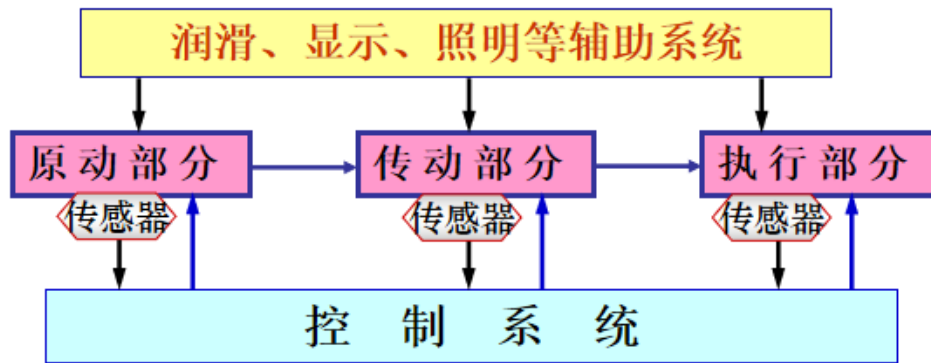 润滑、显示、照明等辅助系统
原动部分 传动部分 执行部分
传感器 传感器 传感器
控制系统